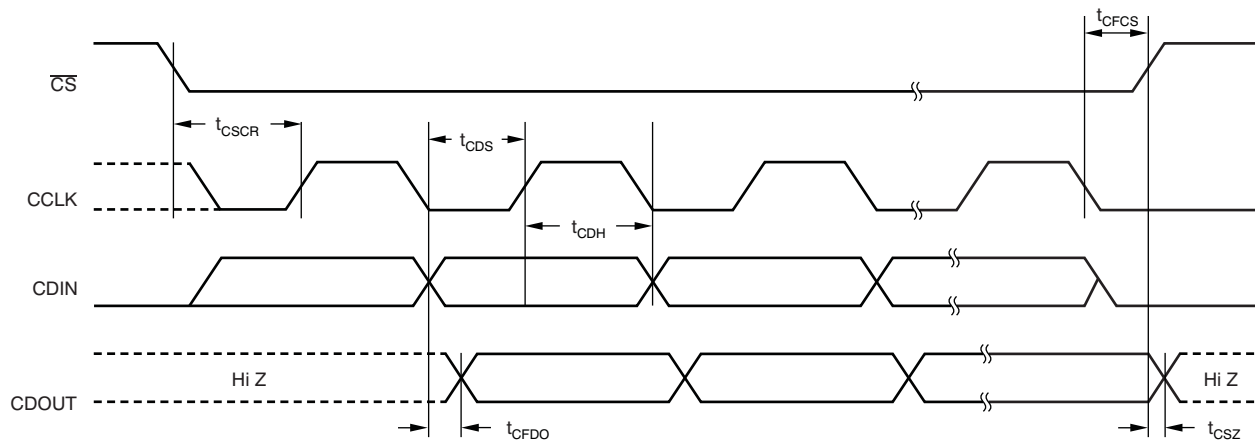 tCFCS
CS
tCSCR
tCDS
CCLK
tCDH
CDIN
Hi Z
Hi Z
CDOUT
tCFDO
tCSZ